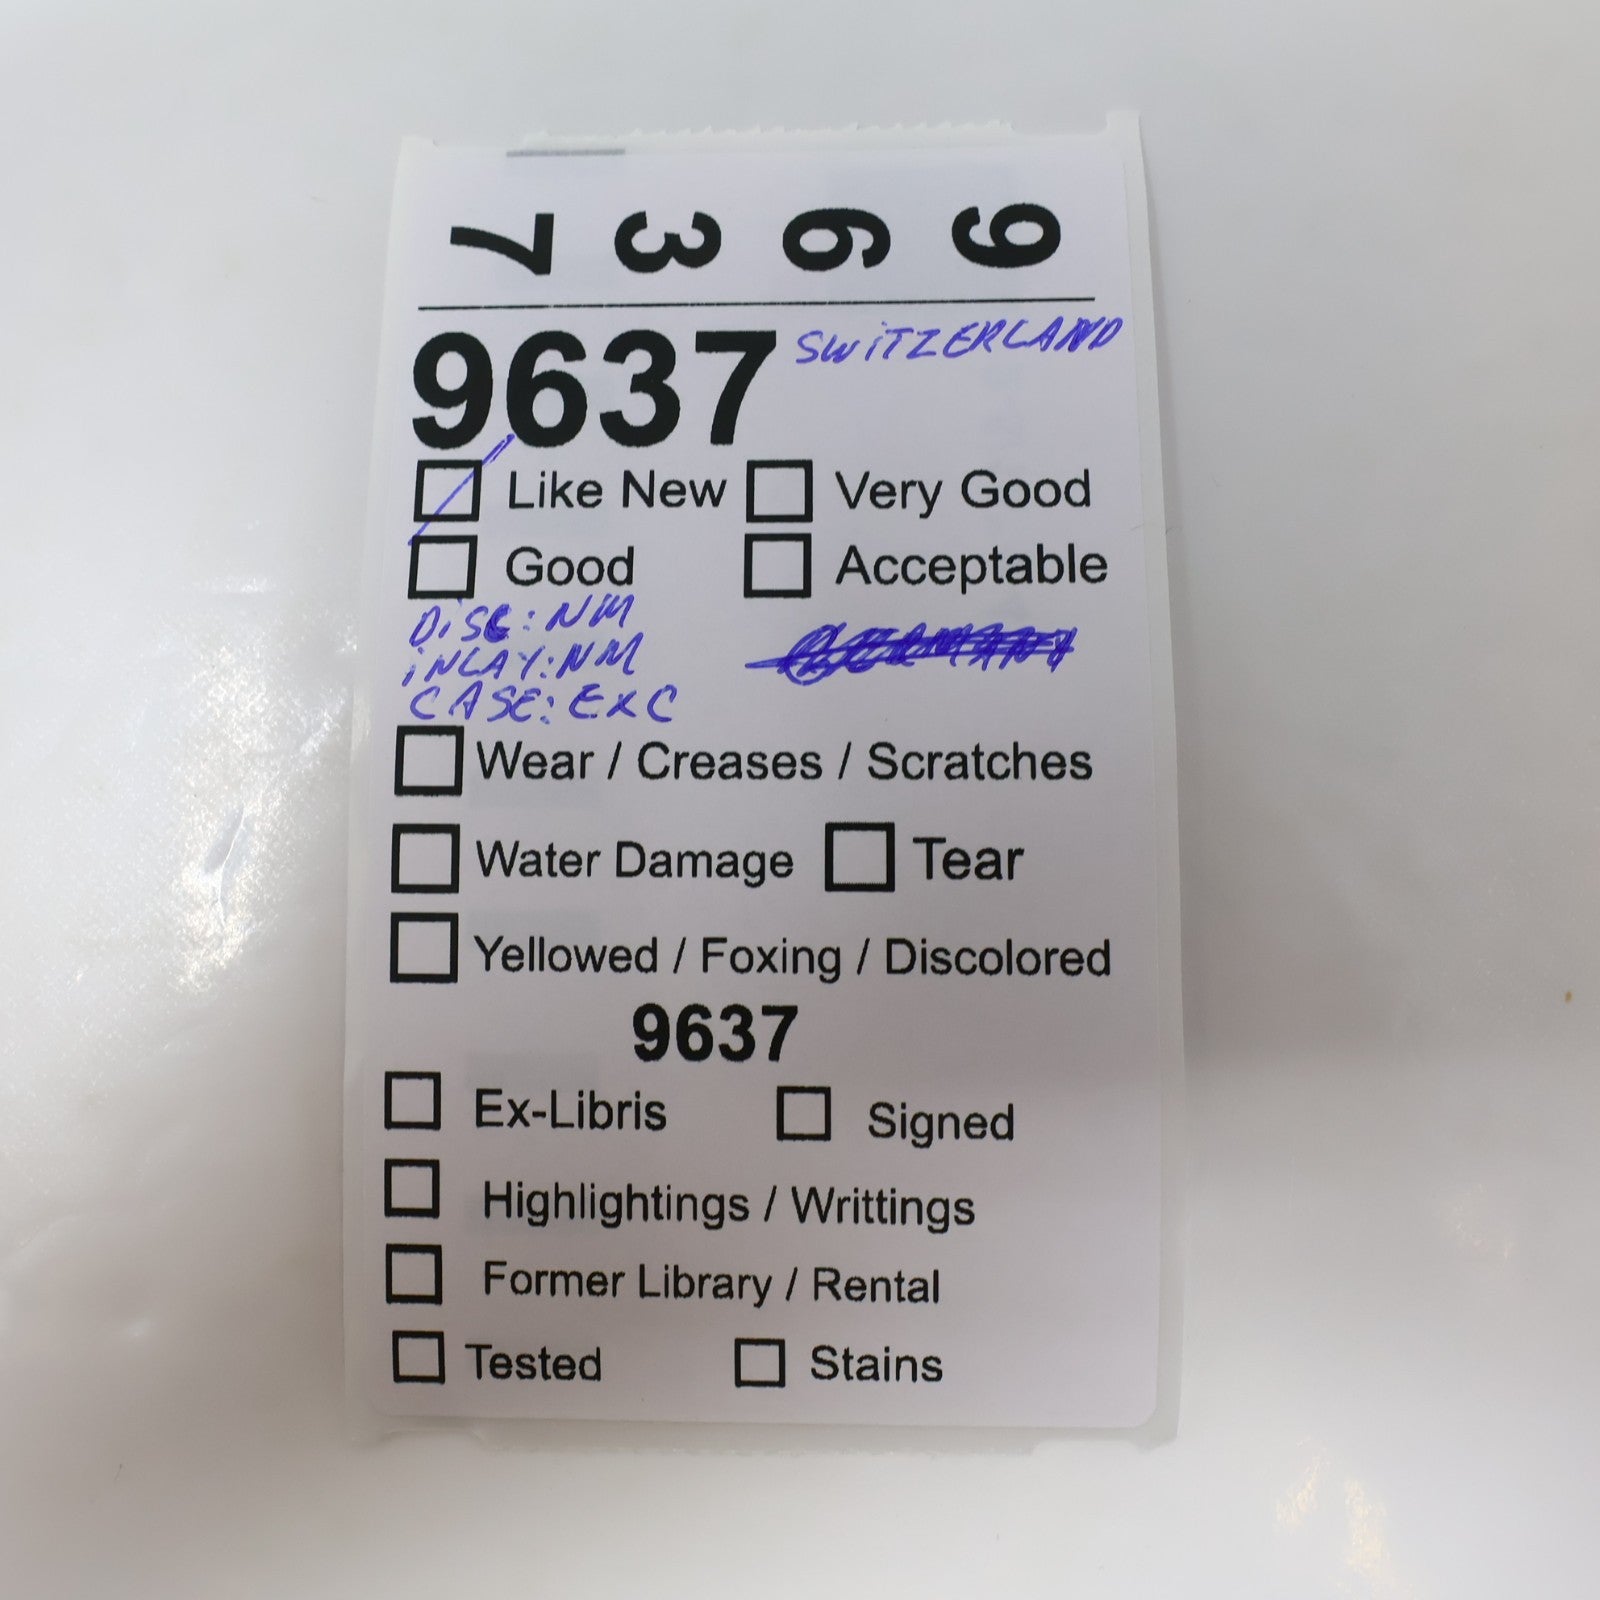 9637
9637 SWiTZERLAND
Like New Very Good
Good Acceptable
DiSC: NM
iNLAY: NM
CASE: EXC
Wear / Creases / Scratches
Water Damage Tear
Yellowed / Foxing / Discolored
9637
Ex-Libris Signed
Highlightings / Writtings
Former Library / Rental
Tested Stains